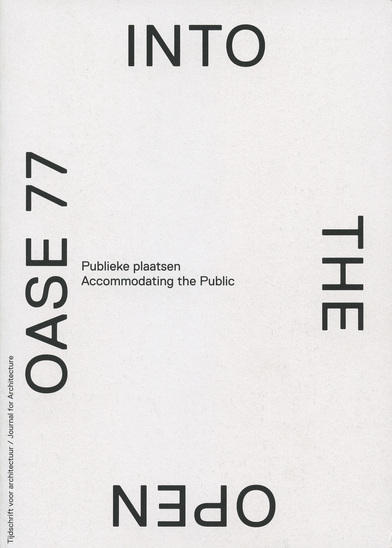 INTO
THE
OPEN
OASE 77
Publieke plaatsen
Accommodating the Public
Tijdschrift voor architectuur / Journal for Architecture